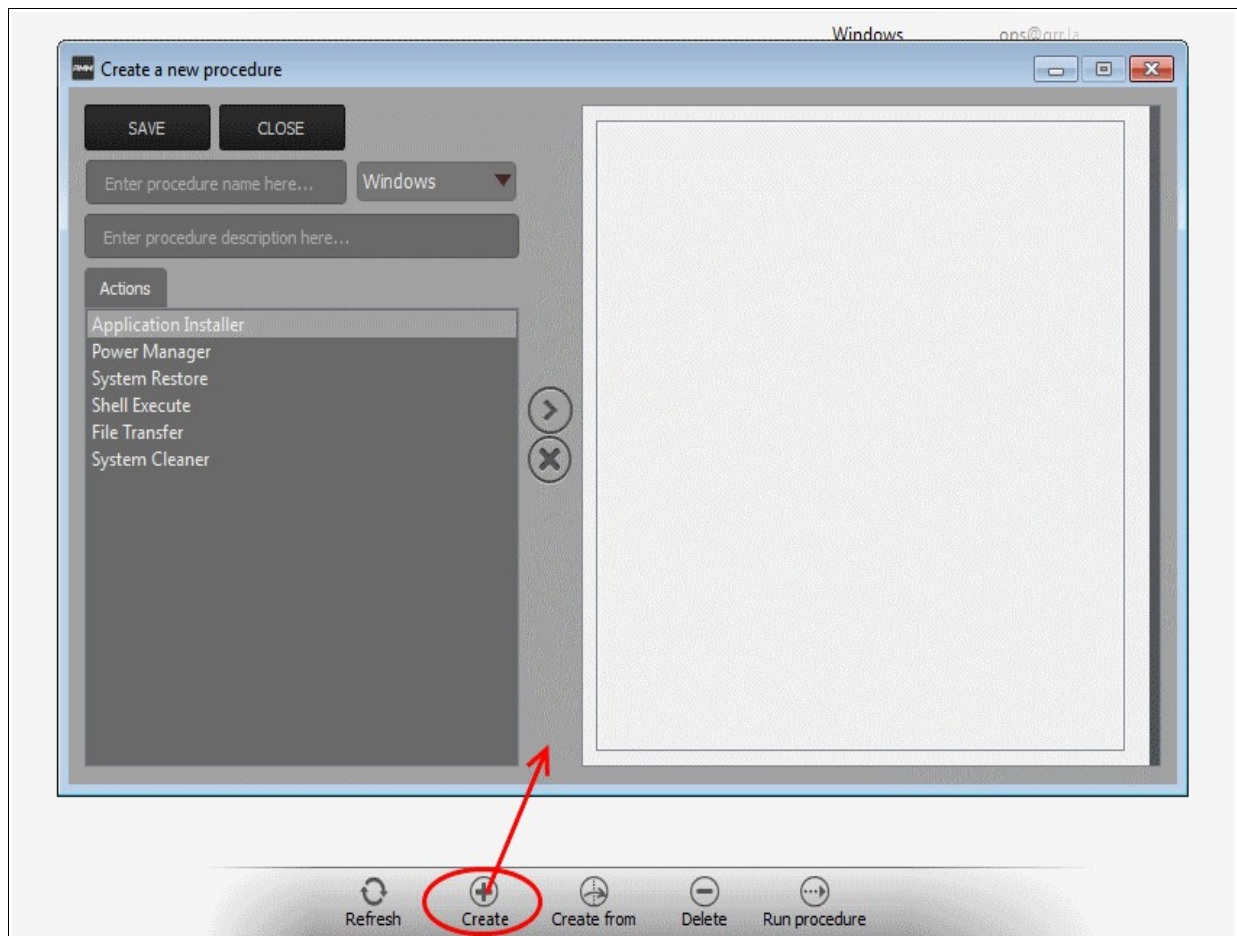 Windows
RMM Create a new procedure
SAVE CLOSE
Enter procedure name here... Windows
Enter procedure description here...
Actions
Application Installer
Power Manager
System Restore
Shell Execute
File Transfer
System Cleaner
Refresh Create Create from Delete Run procedure